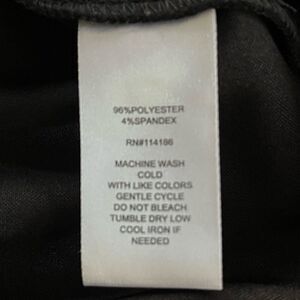 96%POLYESTER
4%SPANDEX
RN#114186
MACHINE WASH
COLD
WITH LIKE COLORS
GENTLE CYCLE
DO NOT BLEACH
TUMBLE DRY LOW
COOL IRON IF
NEEDED